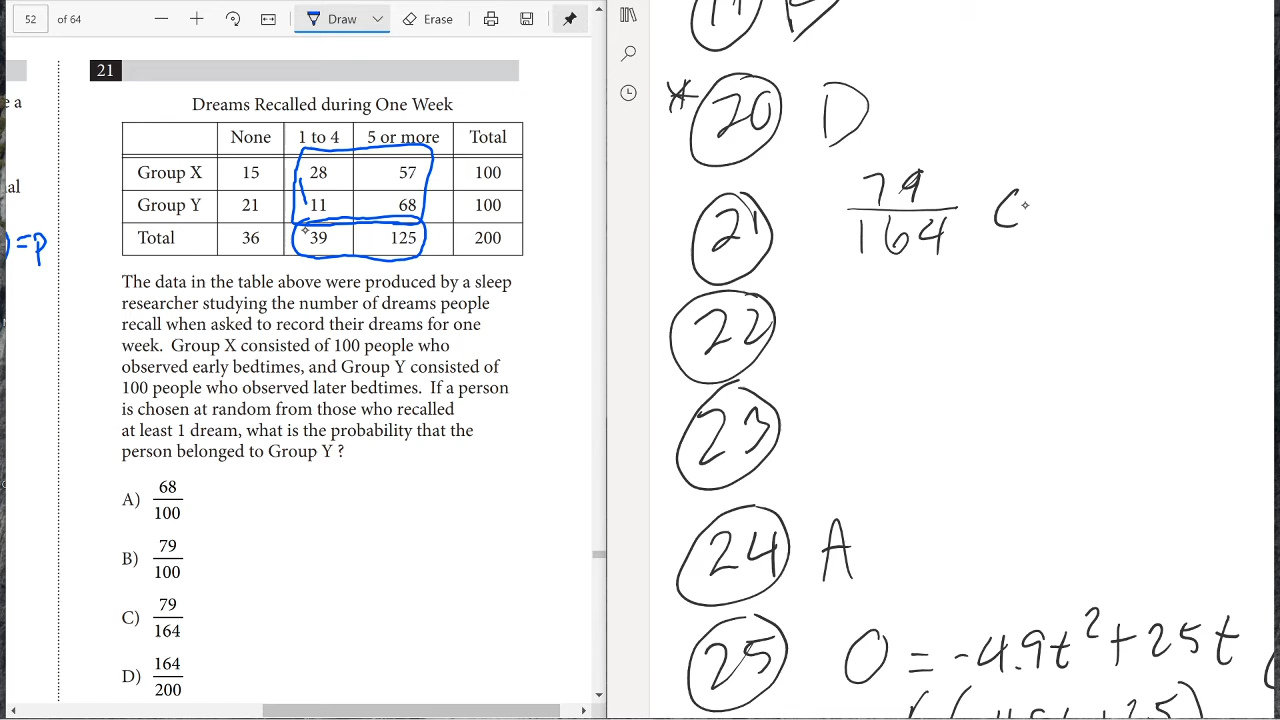 52 of 64 Draw Erase
21
Dreams Recalled during One Week
None 1 to 4 5 or more Total
Group X 15 28 57 100
Group Y 21 11 68 100
Total 36 39 125 200
The data in the table above were produced by a sleep
researcher studying the number of dreams people
recall when asked to record their dreams for one
week. Group X consisted of 100 people who
observed early bedtimes, and Group Y consisted of
100 people who observed later bedtimes. If a person
is chosen at random from those who recalled
at least 1 dream, what is the probability that the
person belonged to Group Y ?
A) 68/100
B) 79/100
C) 79/164
D) 164/200
e a
al
)=p
* 20 D
21 79/164 C
22
23
24 A
25 0 = -4.9t²+25t